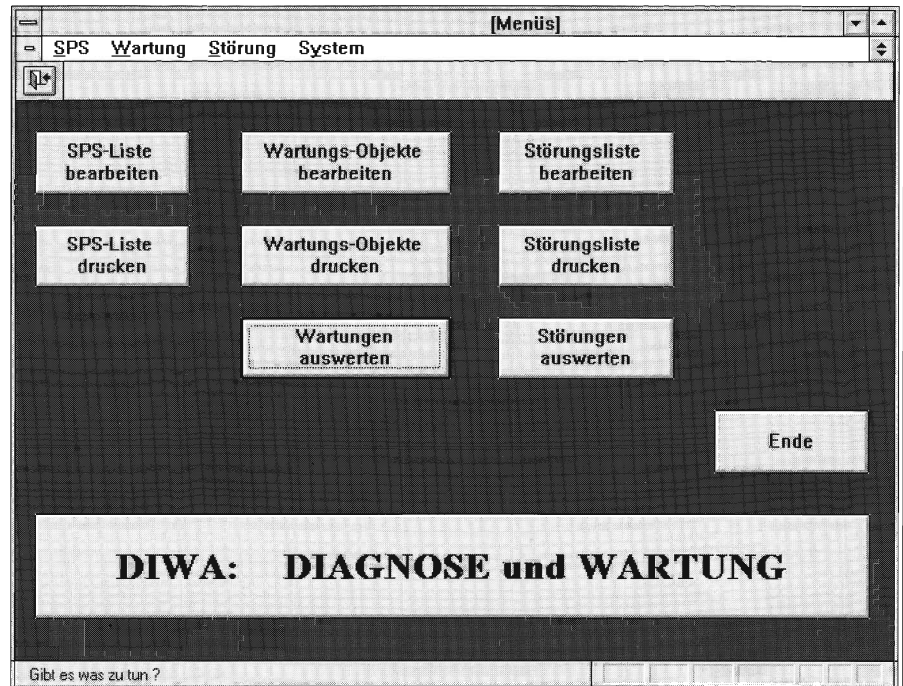 [Menüs]
SPS Wartung Störung System
SPS-Liste
bearbeiten
Wartungs-Objekte
bearbeiten
Störungsliste
bearbeiten
SPS-Liste
drucken
Wartungs-Objekte
drucken
Störungsliste
drucken
Wartungen
auswerten
Störungen
auswerten
Ende
DIWA: DIAGNOSE und WARTUNG
Gibt es was zu tun ?